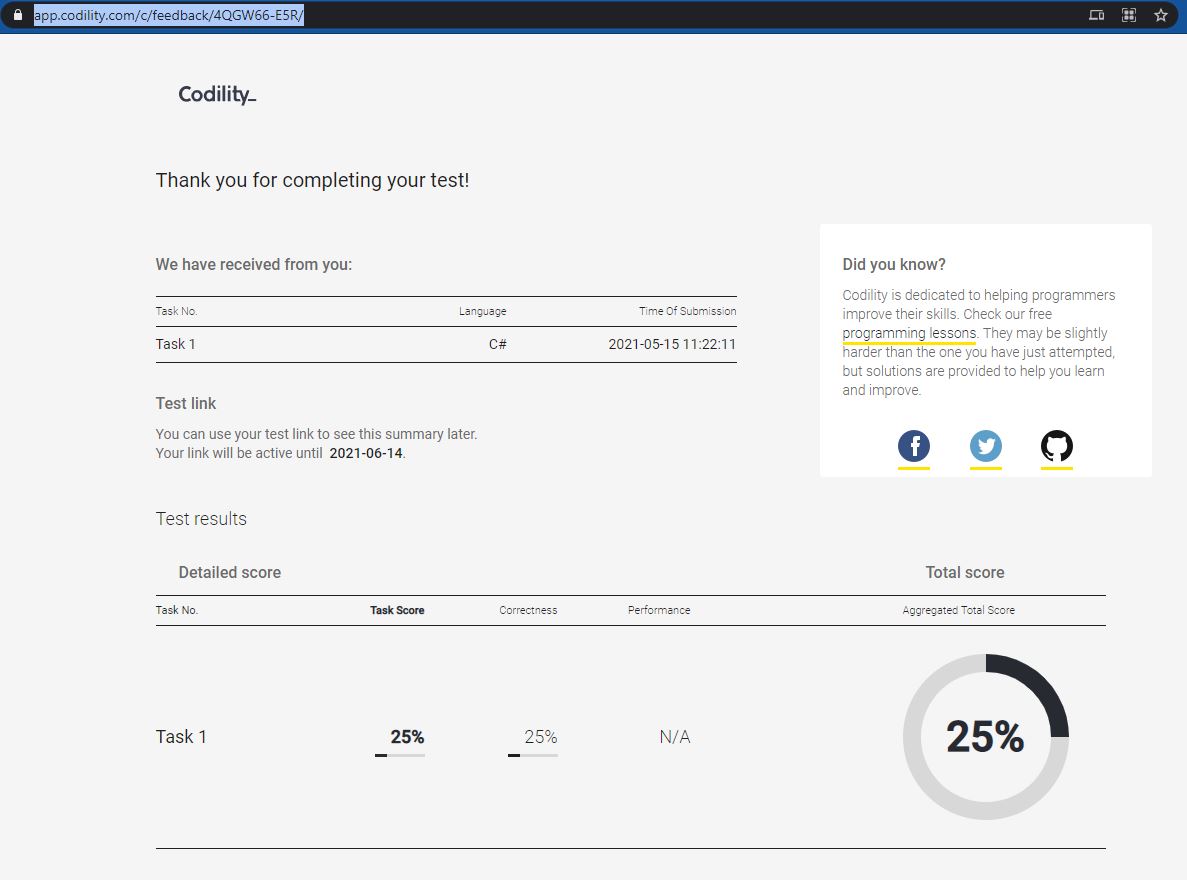 app.codility.com/c/feedback/4QGW66-E5R/
Codility_
Thank you for completing your test!
We have received from you:
Task No. Language Time Of Submission
Task 1 C# 2021-05-15 11:22:11
Test link
You can use your test link to see this summary later.
Your link will be active until 2021-06-14.
Did you know?
Codility is dedicated to helping programmers
improve their skills. Check our free
programming lessons. They may be slightly
harder than the one you have just attempted,
but solutions are provided to help you learn
and improve.
Test results
Detailed score Total score
Task No. Task Score Correctness Performance Aggregated Total Score
Task 1 25% 25% N/A 25%